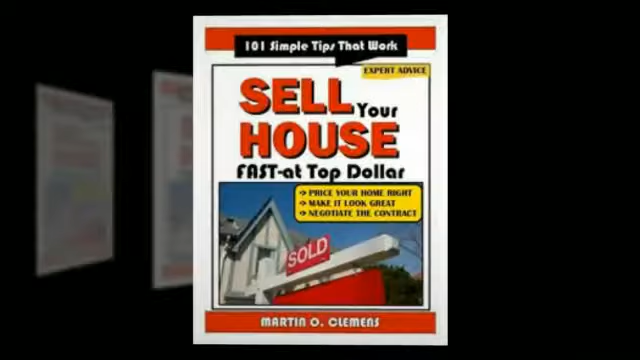 101 Simple Tips That Work
EXPERT ADVICE
SELL Your
HOUSE
FAST-at Top Dollar
PRICE YOUR HOME RIGHT
MAKE IT LOOK GREAT
NEGOTIATE THE CONTRACT
SOLD
MARTIN O. CLEMENS